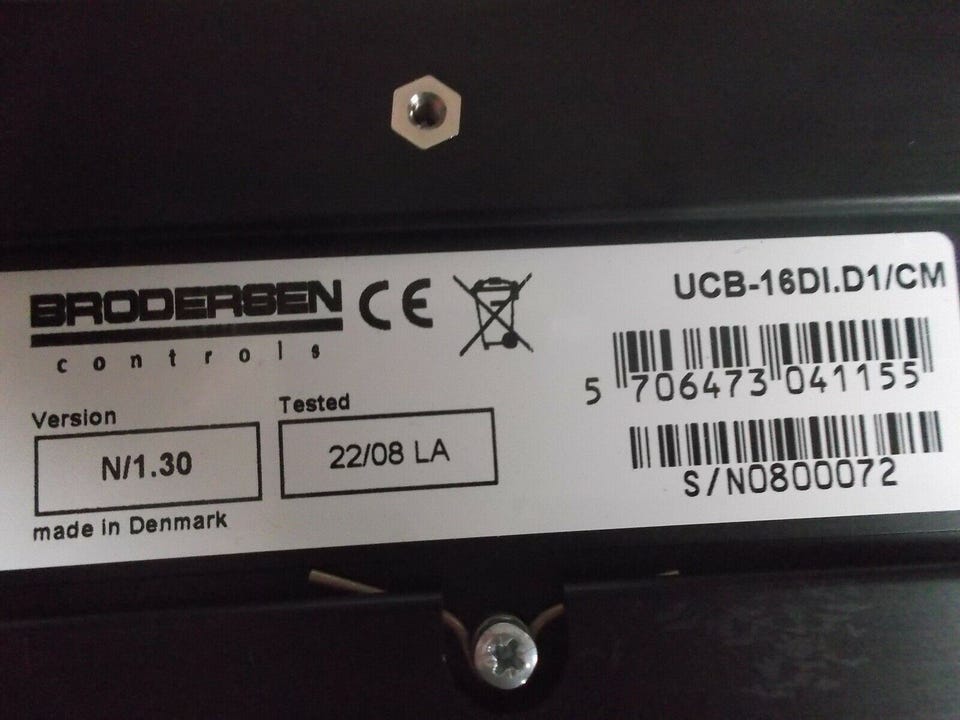 BRODERSEN
controls
CE
UCB-16DI.D1/CM
5 706473 041155
Version
N/1.30
Tested
22/08 LA
S/N0800072
made in Denmark